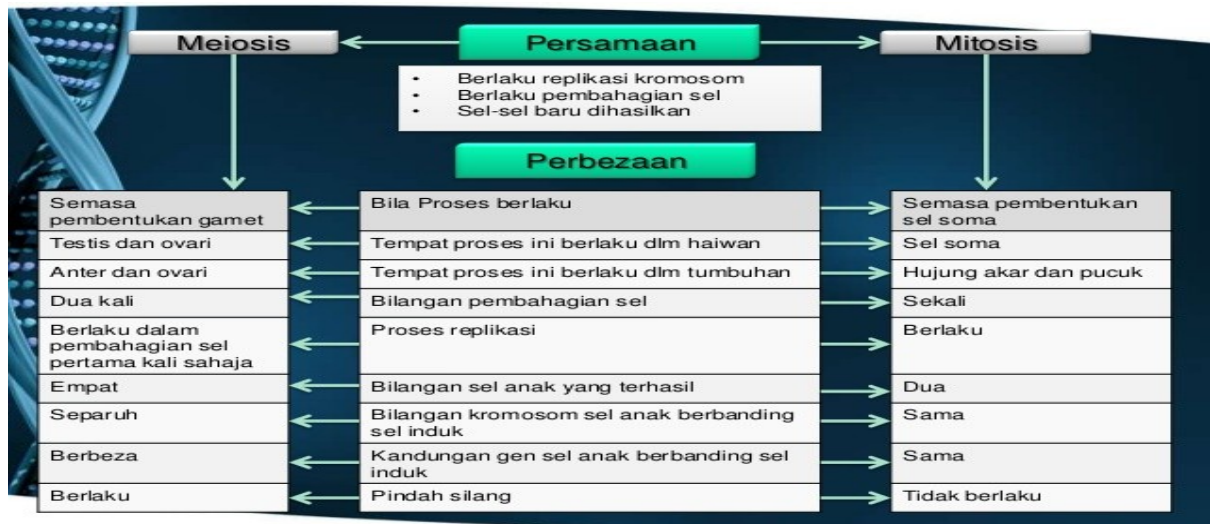 Meiosis
Persamaan
Mitosis
• Berlaku replikasi kromosom
• Berlaku pembahagian sel
• Sel-sel baru dihasilkan
Perbezaan
Semasa
pembentukan gamet
Bila Proses berlaku
Semasa pembentukan
sel soma
Testis dan ovari
Tempat proses ini berlaku dlm haiwan
Sel soma
Anter dan ovari
Tempat proses ini berlaku dlm tumbuhan
Hujung akar dan pucuk
Dua kali
Bilangan pembahagian sel
Sekali
Berlaku dalam
pembahagian sel
pertama kali sahaja
Proses replikasi
Berlaku
Empat
Bilangan sel anak yang terhasil
Dua
Separuh
Bilangan kromosom sel anak berbanding
sel induk
Sama
Berbeza
Kandungan gen sel anak berbanding sel
induk
Sama
Berlaku
Pindah silang
Tidak berlaku